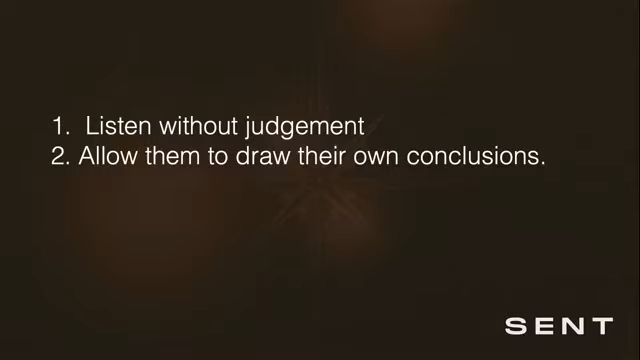 1. Listen without judgement
2. Allow them to draw their own conclusions.
SENT